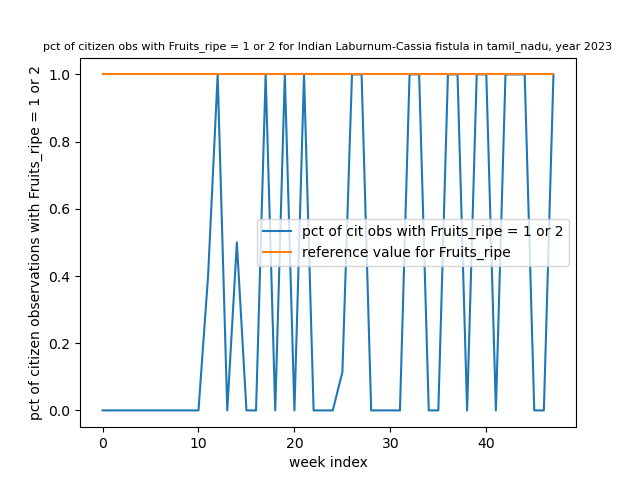 pct of citizen obs with Fruits_ripe = 1 or 2 for Indian Laburnum-Cassia fistula in tamil_nadu, year 2023
pct of citizen observations with Fruits_ripe = 1 or 2
1.0
0.8
0.6
0.4
0.2
0.0
pct of cit obs with Fruits_ripe = 1 or 2
reference value for Fruits_ripe
0 10 20 30 40
week index